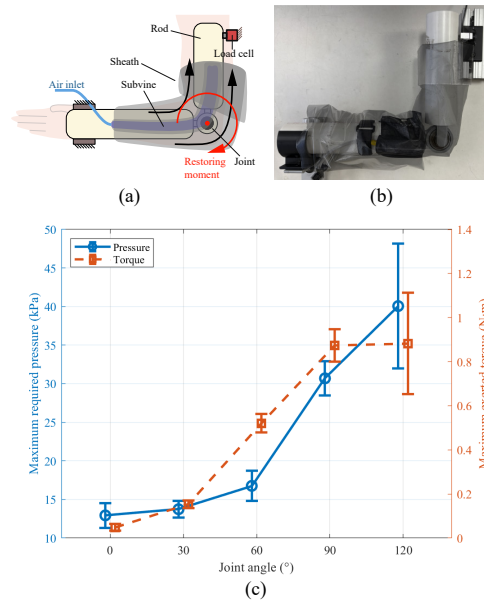 Rod
Load cell
Sheath
Air inlet
Subvine
Restoring
moment
Joint
(a)
(b)
50
45
40
35
30
25
20
15
10
Maximum required pressure (kPa)
Pressure
Torque
1.4
1.2
1
0.8
0.6
0.4
0.2
0
Maximum exerted torque (N·m)
0
30
60
90
120
Joint angle (°)
(c)